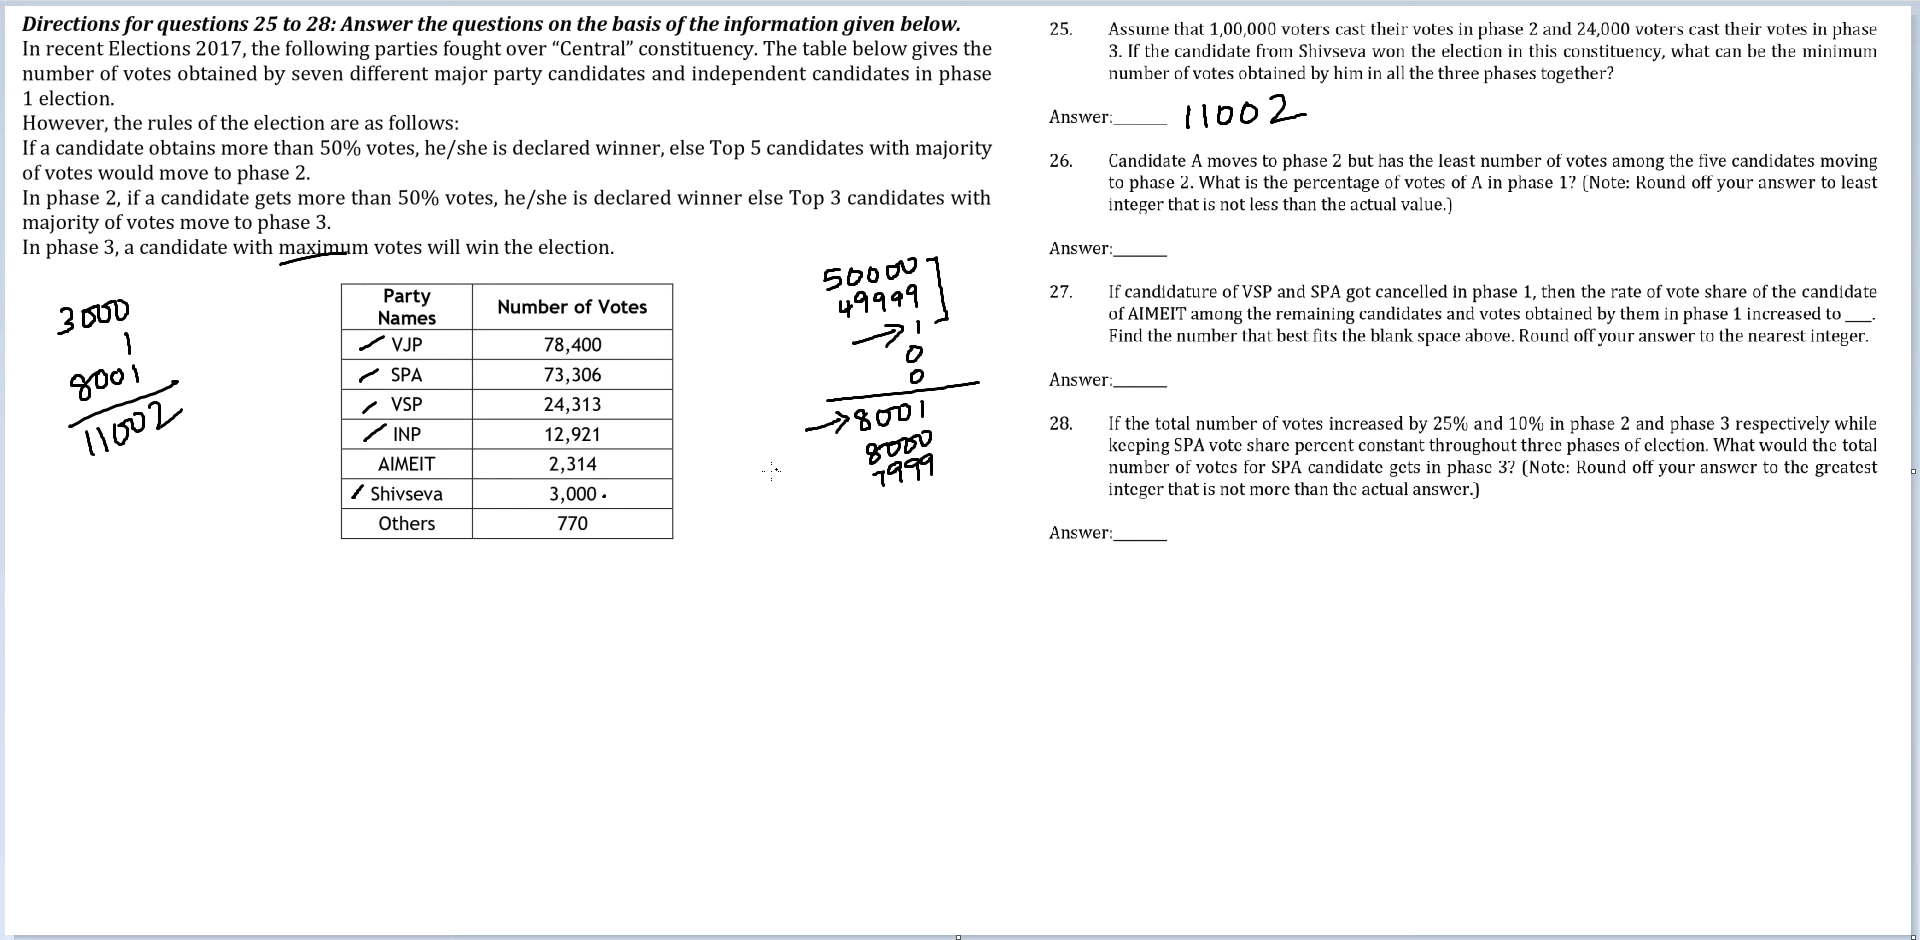 Directions for questions 25 to 28: Answer the questions on the basis of the information given below.
In recent Elections 2017, the following parties fought over “Central” constituency. The table below gives the
number of votes obtained by seven different major party candidates and independent candidates in phase
1 election.
However, the rules of the election are as follows:
If a candidate obtains more than 50% votes, he/she is declared winner, else Top 5 candidates with majority
of votes would move to phase 2.
In phase 2, if a candidate gets more than 50% votes, he/she is declared winner else Top 3 candidates with
majority of votes move to phase 3.
In phase 3, a candidate with maximum votes will win the election.
3000
1
8001
11002
Party Names Number of Votes
VJP 78,400
SPA 73,306
VSP 24,313
INP 12,921
AIMEIT 2,314
Shivseva 3,000
Others 770
50000
49999
1
0
0
8001
8000
7999
25. Assume that 1,00,000 voters cast their votes in phase 2 and 24,000 voters cast their votes in phase
3. If the candidate from Shivseva won the election in this constituency, what can be the minimum
number of votes obtained by him in all the three phases together?
Answer:______ 11002
26. Candidate A moves to phase 2 but has the least number of votes among the five candidates moving
to phase 2. What is the percentage of votes of A in phase 1? (Note: Round off your answer to least
integer that is not less than the actual value.)
Answer:______
27. If candidature of VSP and SPA got cancelled in phase 1, then the rate of vote share of the candidate
of AIMEIT among the remaining candidates and votes obtained by them in phase 1 increased to ___.
Find the number that best fits the blank space above. Round off your answer to the nearest integer.
Answer:______
28. If the total number of votes increased by 25% and 10% in phase 2 and phase 3 respectively while
keeping SPA vote share percent constant throughout three phases of election. What would the total
number of votes for SPA candidate gets in phase 3? (Note: Round off your answer to the greatest
integer that is not more than the actual answer.)
Answer:______